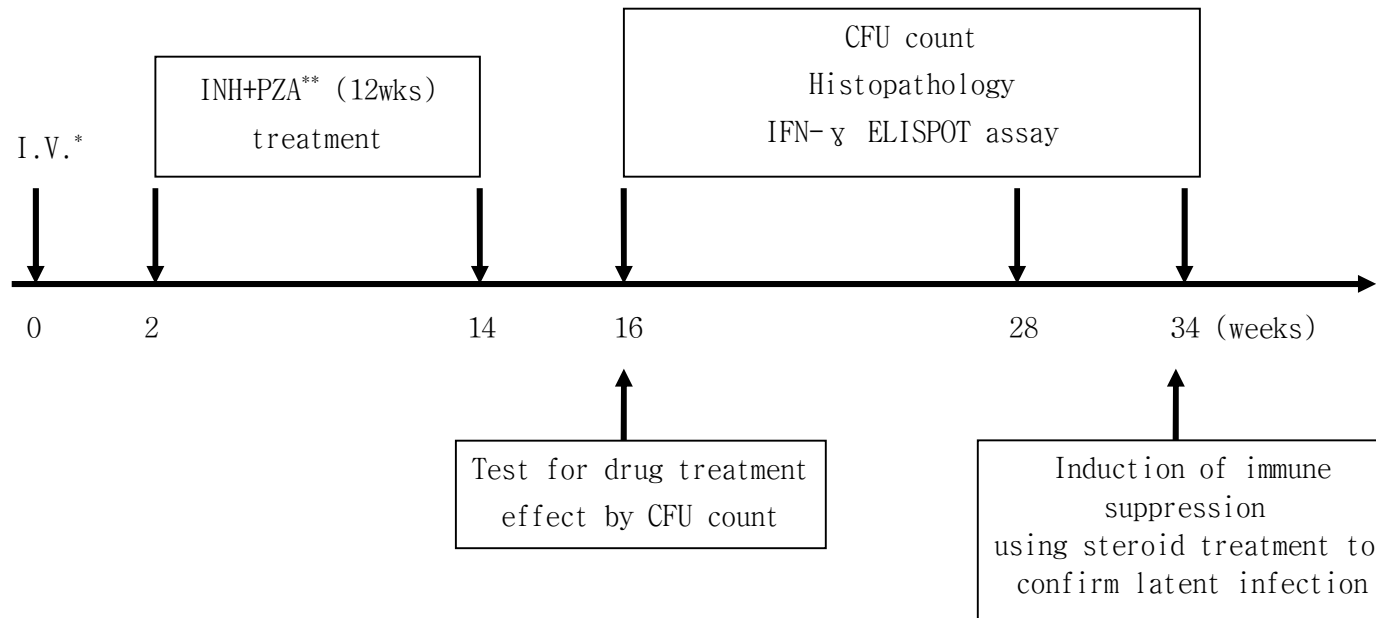 I.V.*
INH+PZA** (12wks)
treatment
CFU count
Histopathology
IFN-ɣ ELISPOT assay
0 2 14 16 28 34 (weeks)
Test for drug treatment
effect by CFU count
Induction of immune
suppression
using steroid treatment to
confirm latent infection